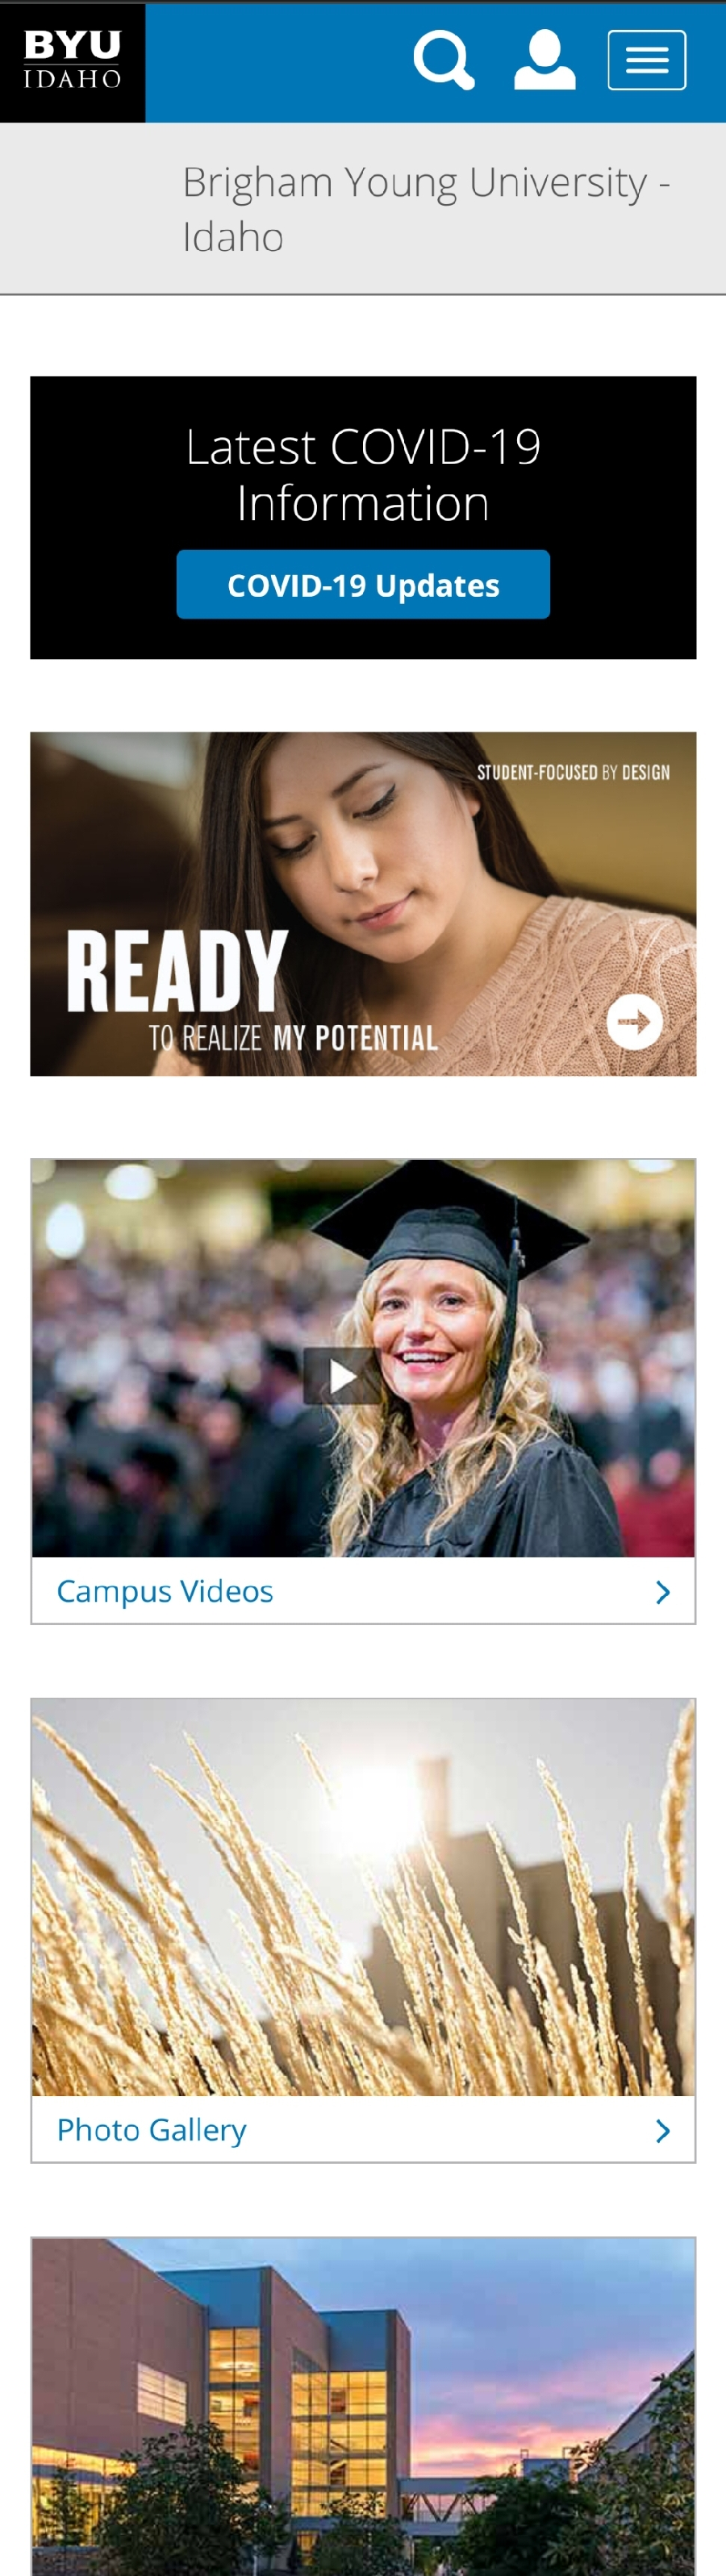 BYU
IDAHO
Brigham Young University -
Idaho
Latest COVID-19
Information
COVID-19 Updates
STUDENT-FOCUSED BY DESIGN
READY
TO REALIZE MY POTENTIAL
Campus Videos
Photo Gallery